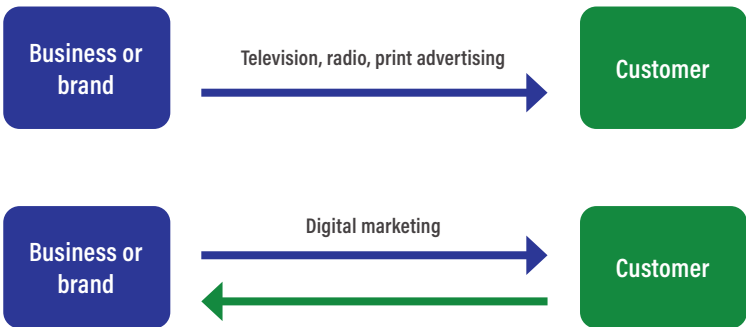 Business or
brand
Television, radio, print advertising
Customer
Business or
brand
Digital marketing
Customer